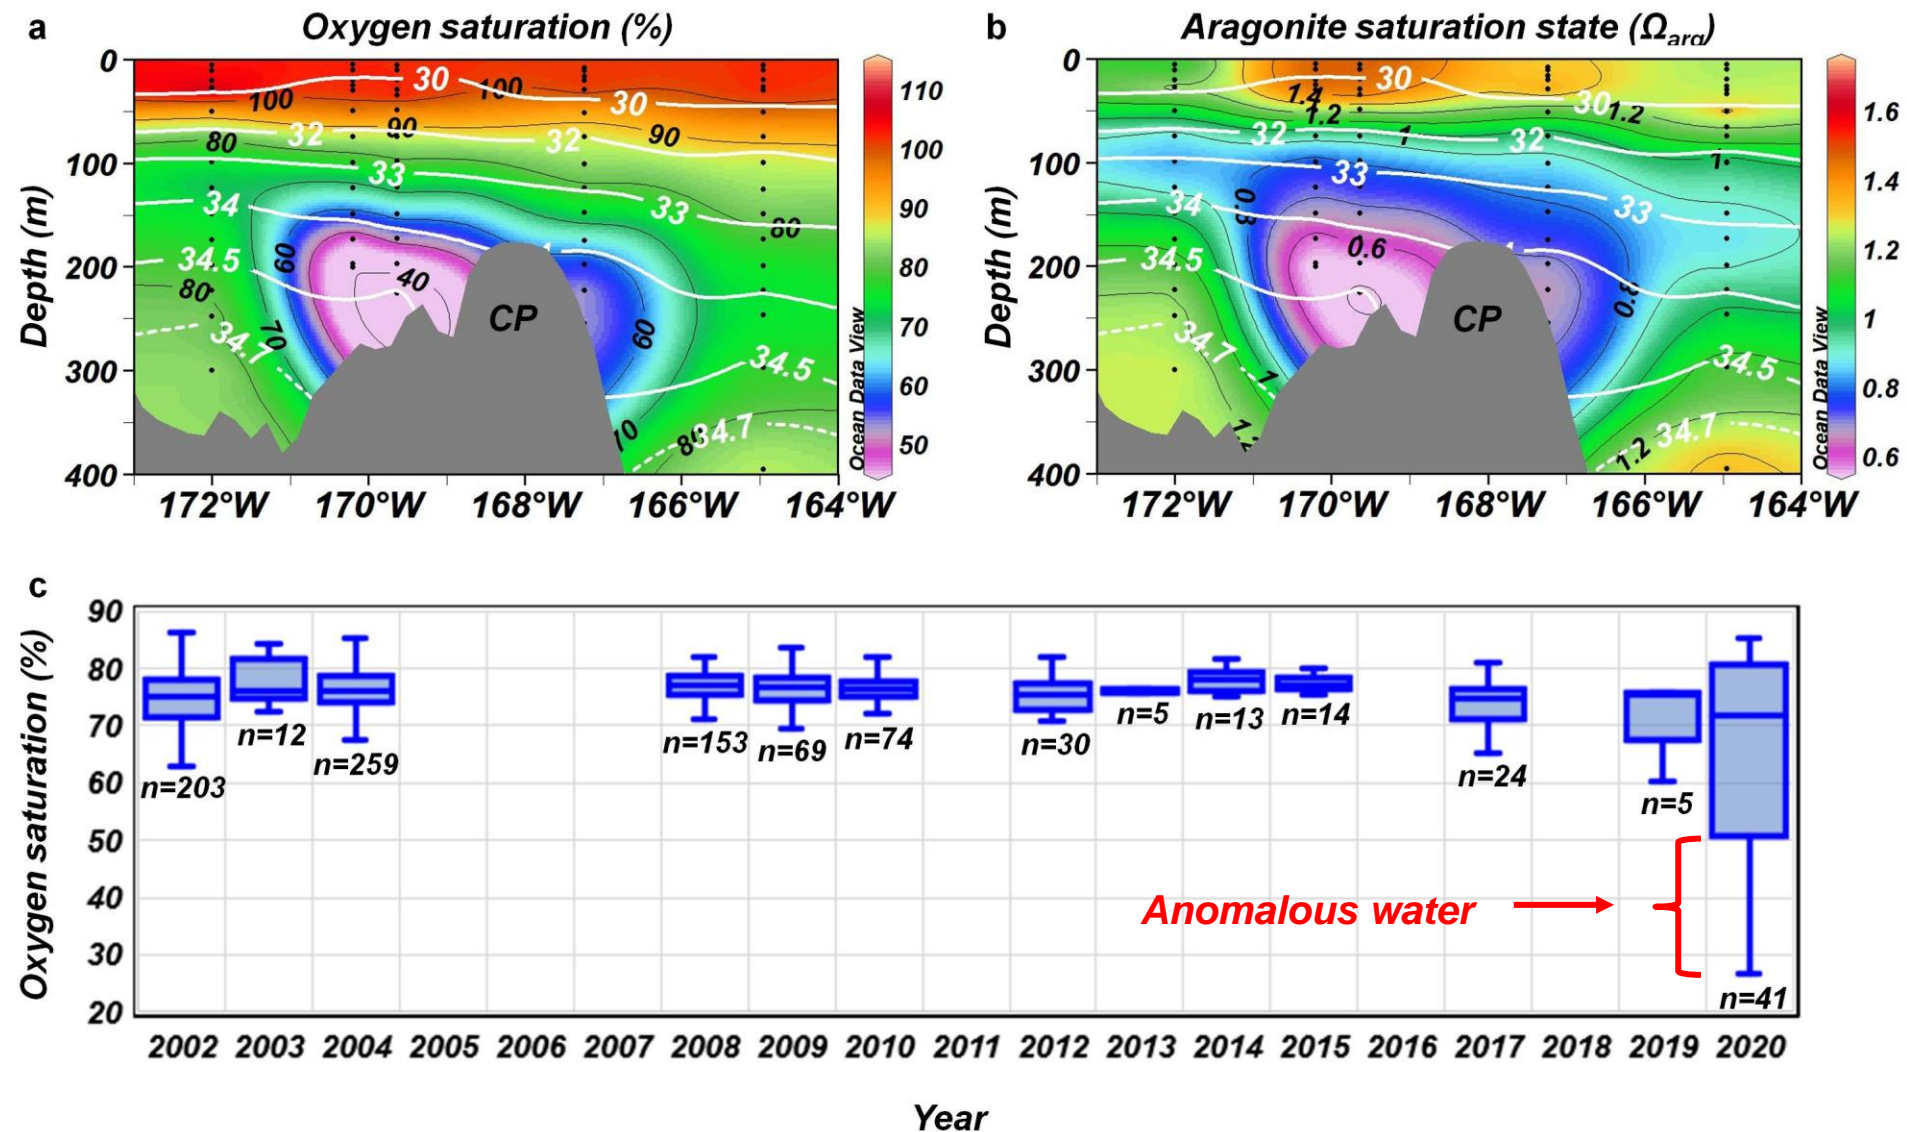 a
Oxygen saturation (%)
0
100
200
300
400
Depth (m)
30
100
100
30
80
32
90
32
90
33
34
33
80
34.5
60
40
80
CP
70
34.7
60
34.5
70
80
34.7
172°W
170°W
168°W
166°W
164°W
110
100
90
80
70
60
50
Ocean Data View
b
Aragonite saturation state (Ωarg)
0
100
200
300
400
Depth (m)
30
1.4
1.2
30
1.2
32
1
32
1
33
34
0.8
33
34.5
0.6
0.8
CP
34.7
1
34.5
1.2
34.7
172°W
170°W
168°W
166°W
164°W
1.6
1.4
1.2
1
0.8
0.6
Ocean Data View
c
90
80
70
60
50
40
30
20
Oxygen saturation (%)
n=203
n=12
n=259
n=153
n=69
n=74
n=30
n=5
n=13
n=14
n=24
n=5
n=41
Anomalous water
2002 2003 2004 2005 2006 2007 2008 2009 2010 2011 2012 2013 2014 2015 2016 2017 2018 2019 2020
Year